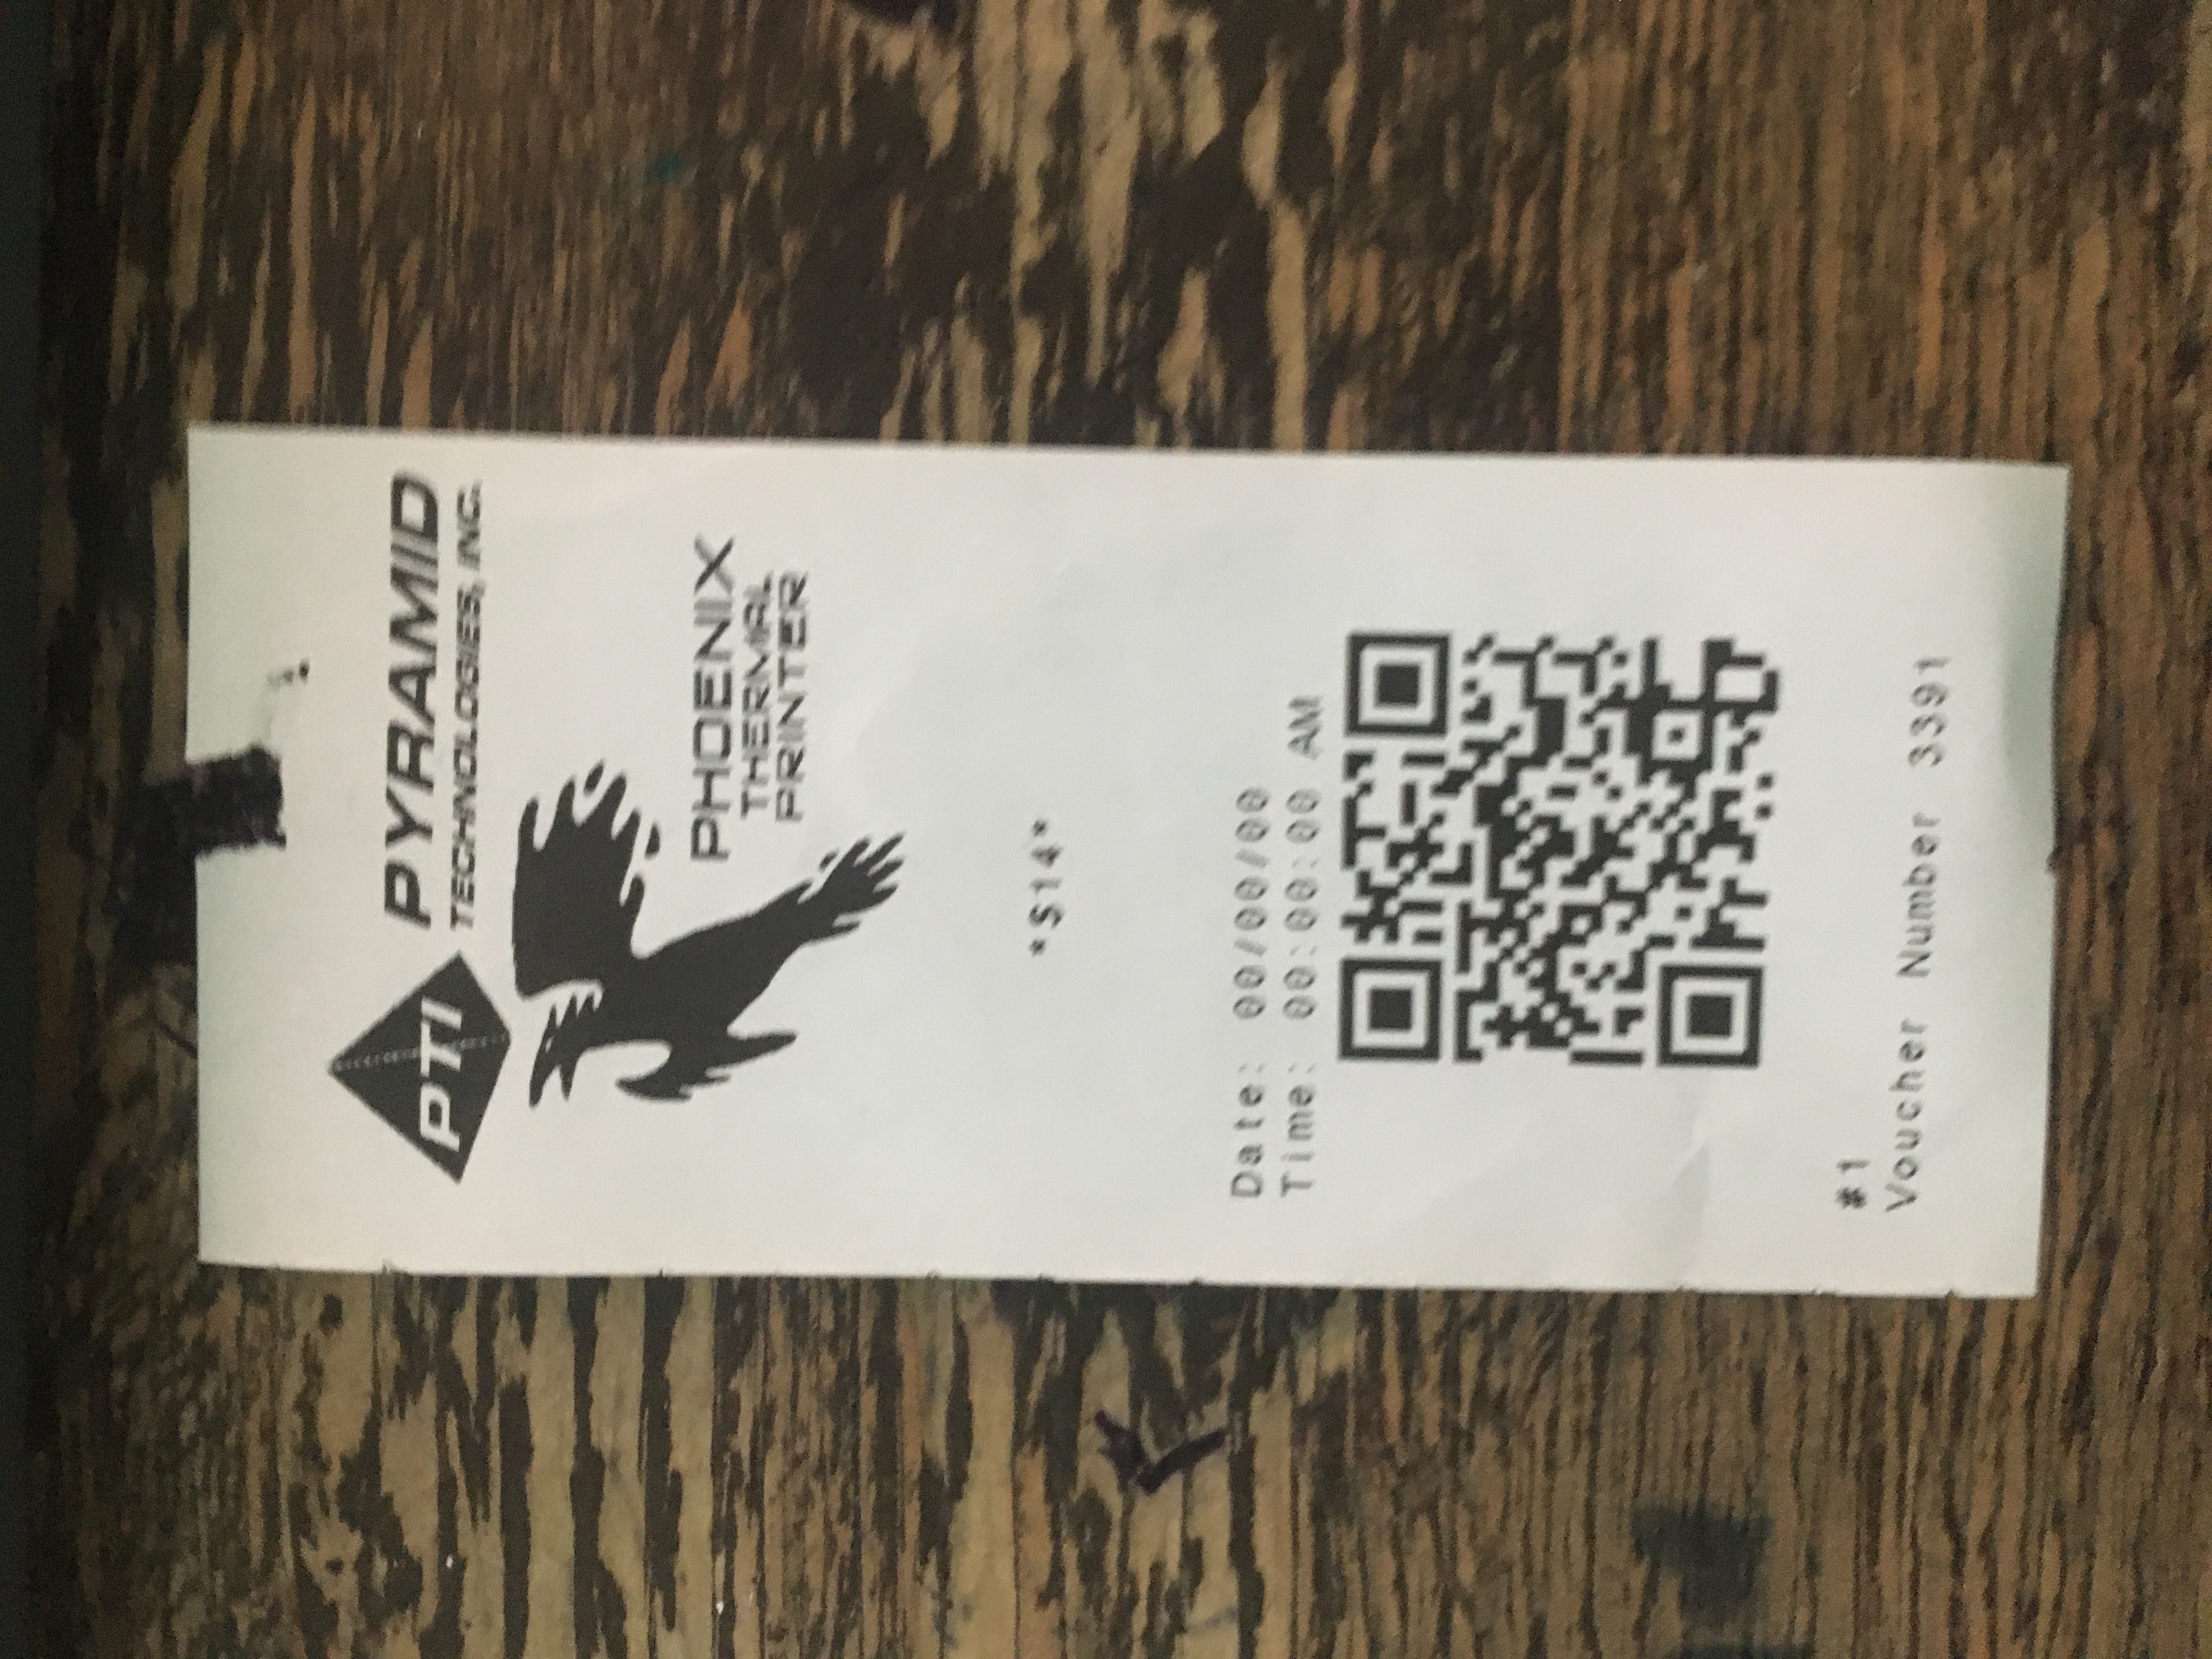 PTI
PYRAMID
TECHNOLOGIES, INC.
PHOENIX
THERMAL
PRINTER
*$14*
Date: 00/00/00
Time: 00:00:00 AM
#1
Voucher Number 3391